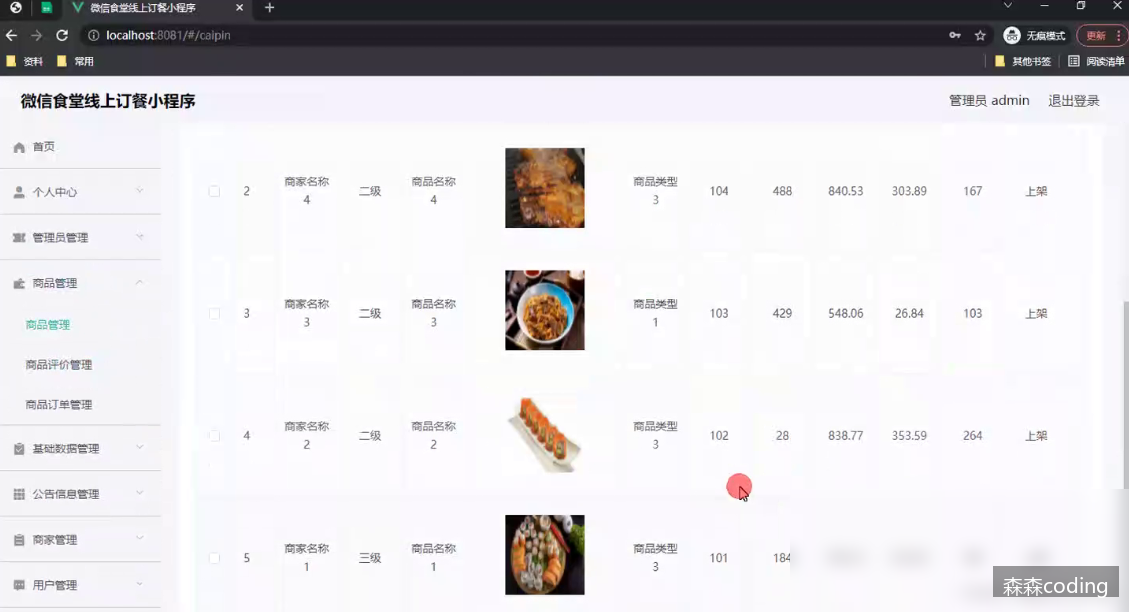 微信食堂线上订餐小程序
localhost:8081/#/caipin
无痕模式
更新
资料
常用
其他书签
阅读清单
微信食堂线上订餐小程序
管理员 admin
退出登录
首页
个人中心
管理员管理
商品管理
商品管理
商品评价管理
商品订单管理
基础数据管理
公告信息管理
商家管理
用户管理
2 商家名称4 二级 商品名称4 商品类型3 104 488 840.53 303.89 167 上架
3 商家名称3 二级 商品名称3 商品类型1 103 429 548.06 26.84 103 上架
4 商家名称2 二级 商品名称2 商品类型3 102 28 838.77 353.59 264 上架
5 商家名称1 三级 商品名称1 商品类型3 101 184
森森coding